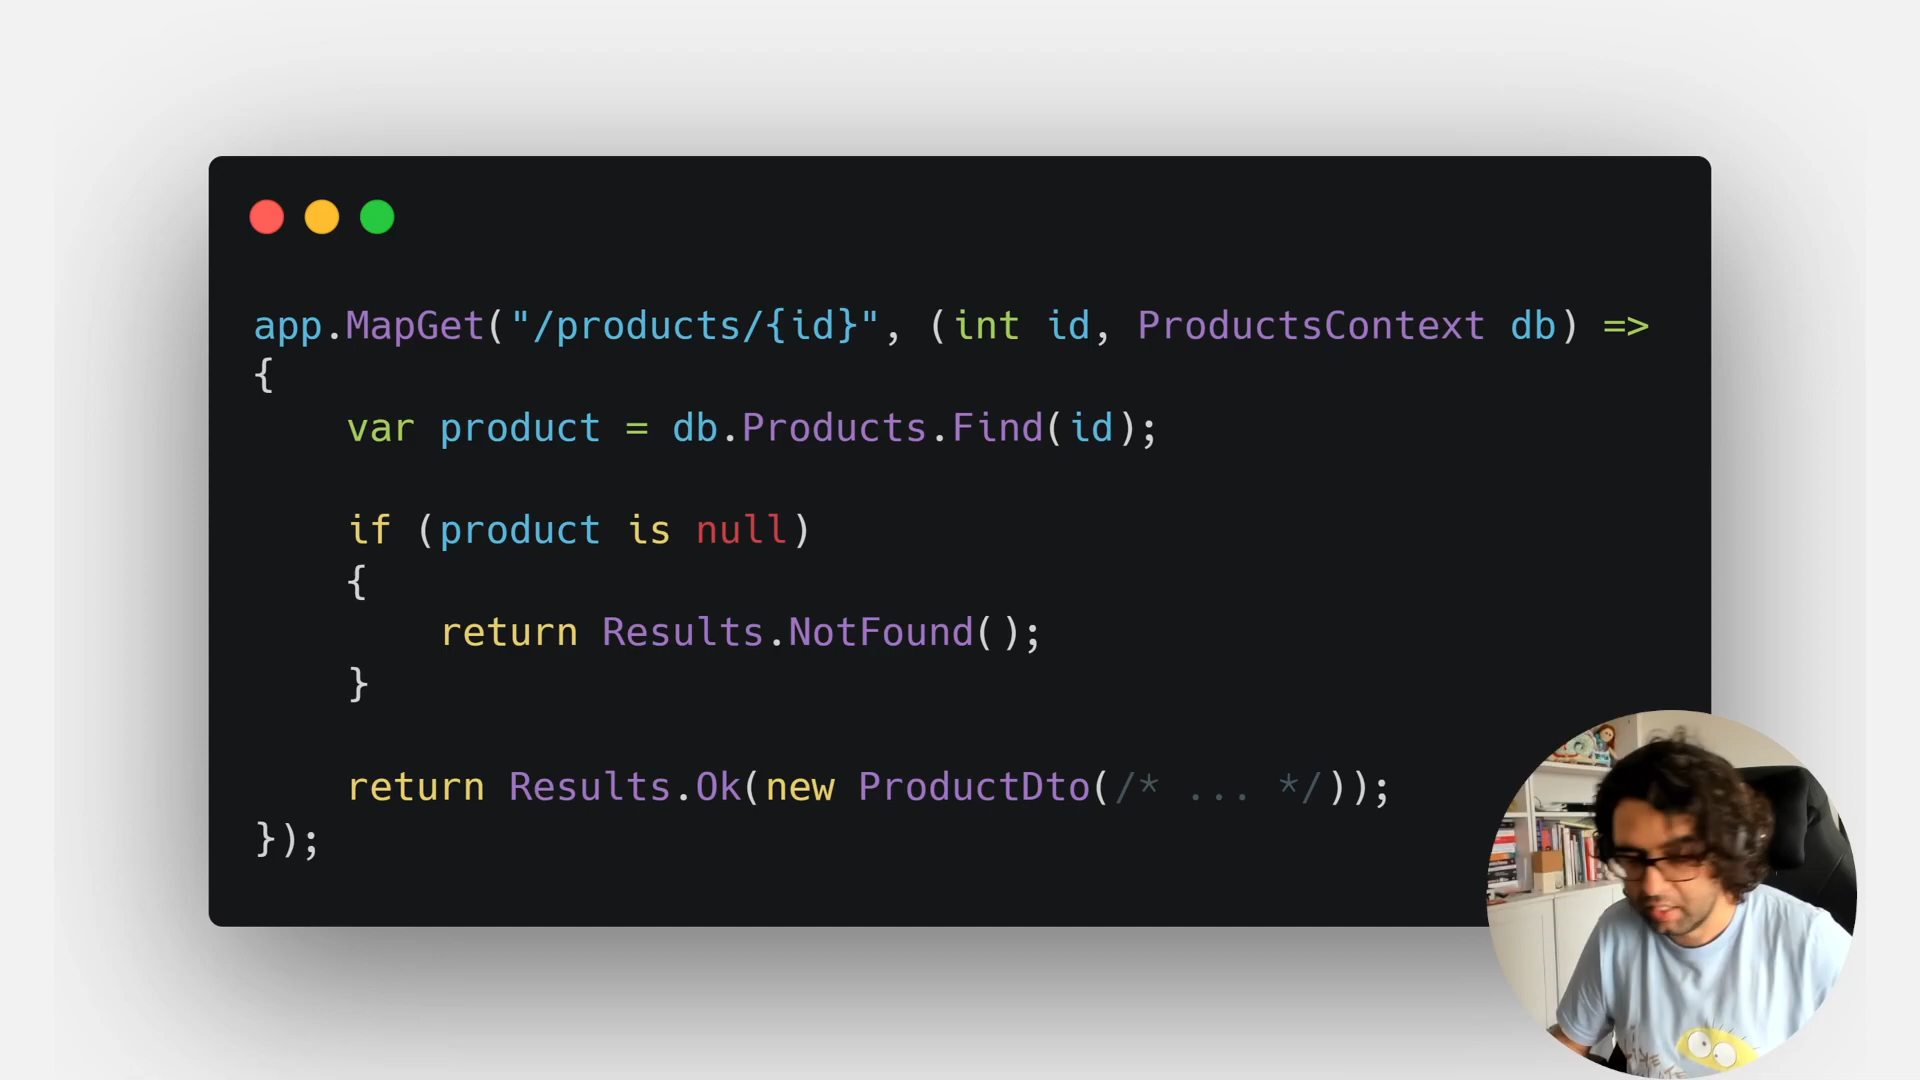 app.MapGet("/products/{id}", (int id, ProductsContext db) =>
{
    var product = db.Products.Find(id);
    if (product is null)
    {
        return Results.NotFound();
    }
    return Results.Ok(new ProductDto(/* ... */));
});